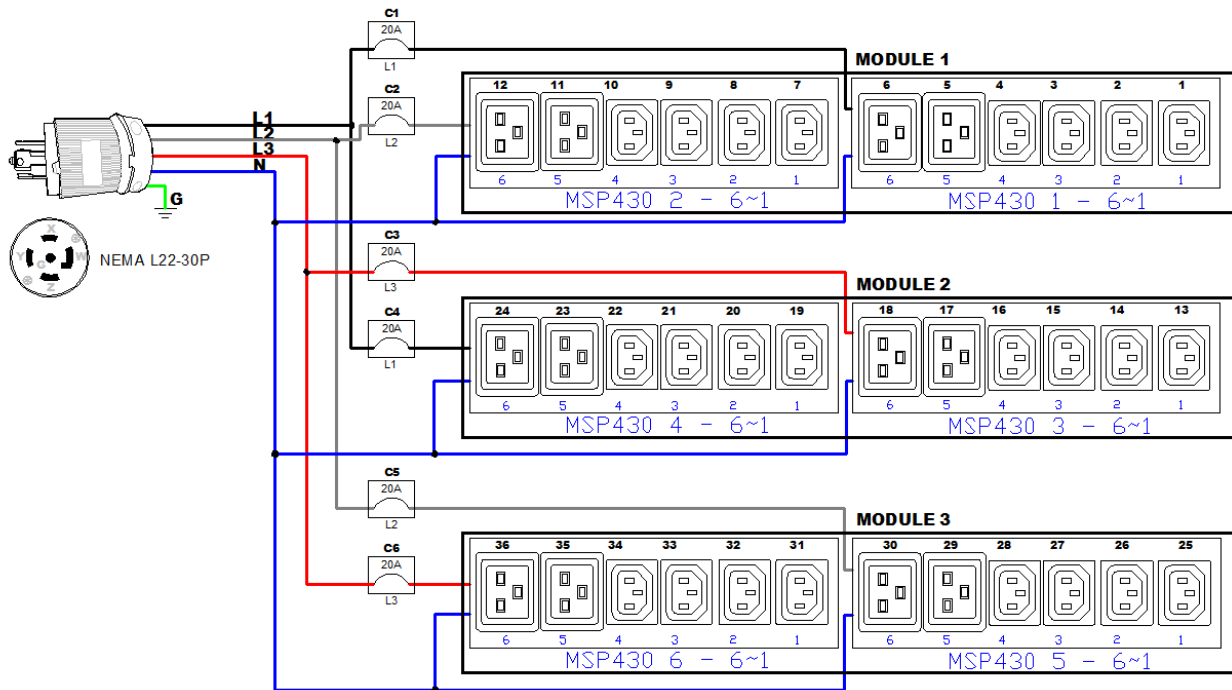 C1
20A
L1
MODULE 1
C2
20A
L2
12 11 10 9 8 7
6 5 4 3 2 1
6 5 4 3 2 1
6 5 4 3 2 1
MSP430 2 - 6~1
MSP430 1 - 6~1
L1
L2
L3
N
G
X
Y
W
G
Z
NEMA L22-30P
C3
20A
L3
MODULE 2
C4
20A
L1
24 23 22 21 20 19
18 17 16 15 14 13
6 5 4 3 2 1
6 5 4 3 2 1
MSP430 4 - 6~1
MSP430 3 - 6~1
C5
20A
L2
MODULE 3
C6
20A
L3
36 35 34 33 32 31
30 29 28 27 26 25
6 5 4 3 2 1
6 5 4 3 2 1
MSP430 6 - 6~1
MSP430 5 - 6~1